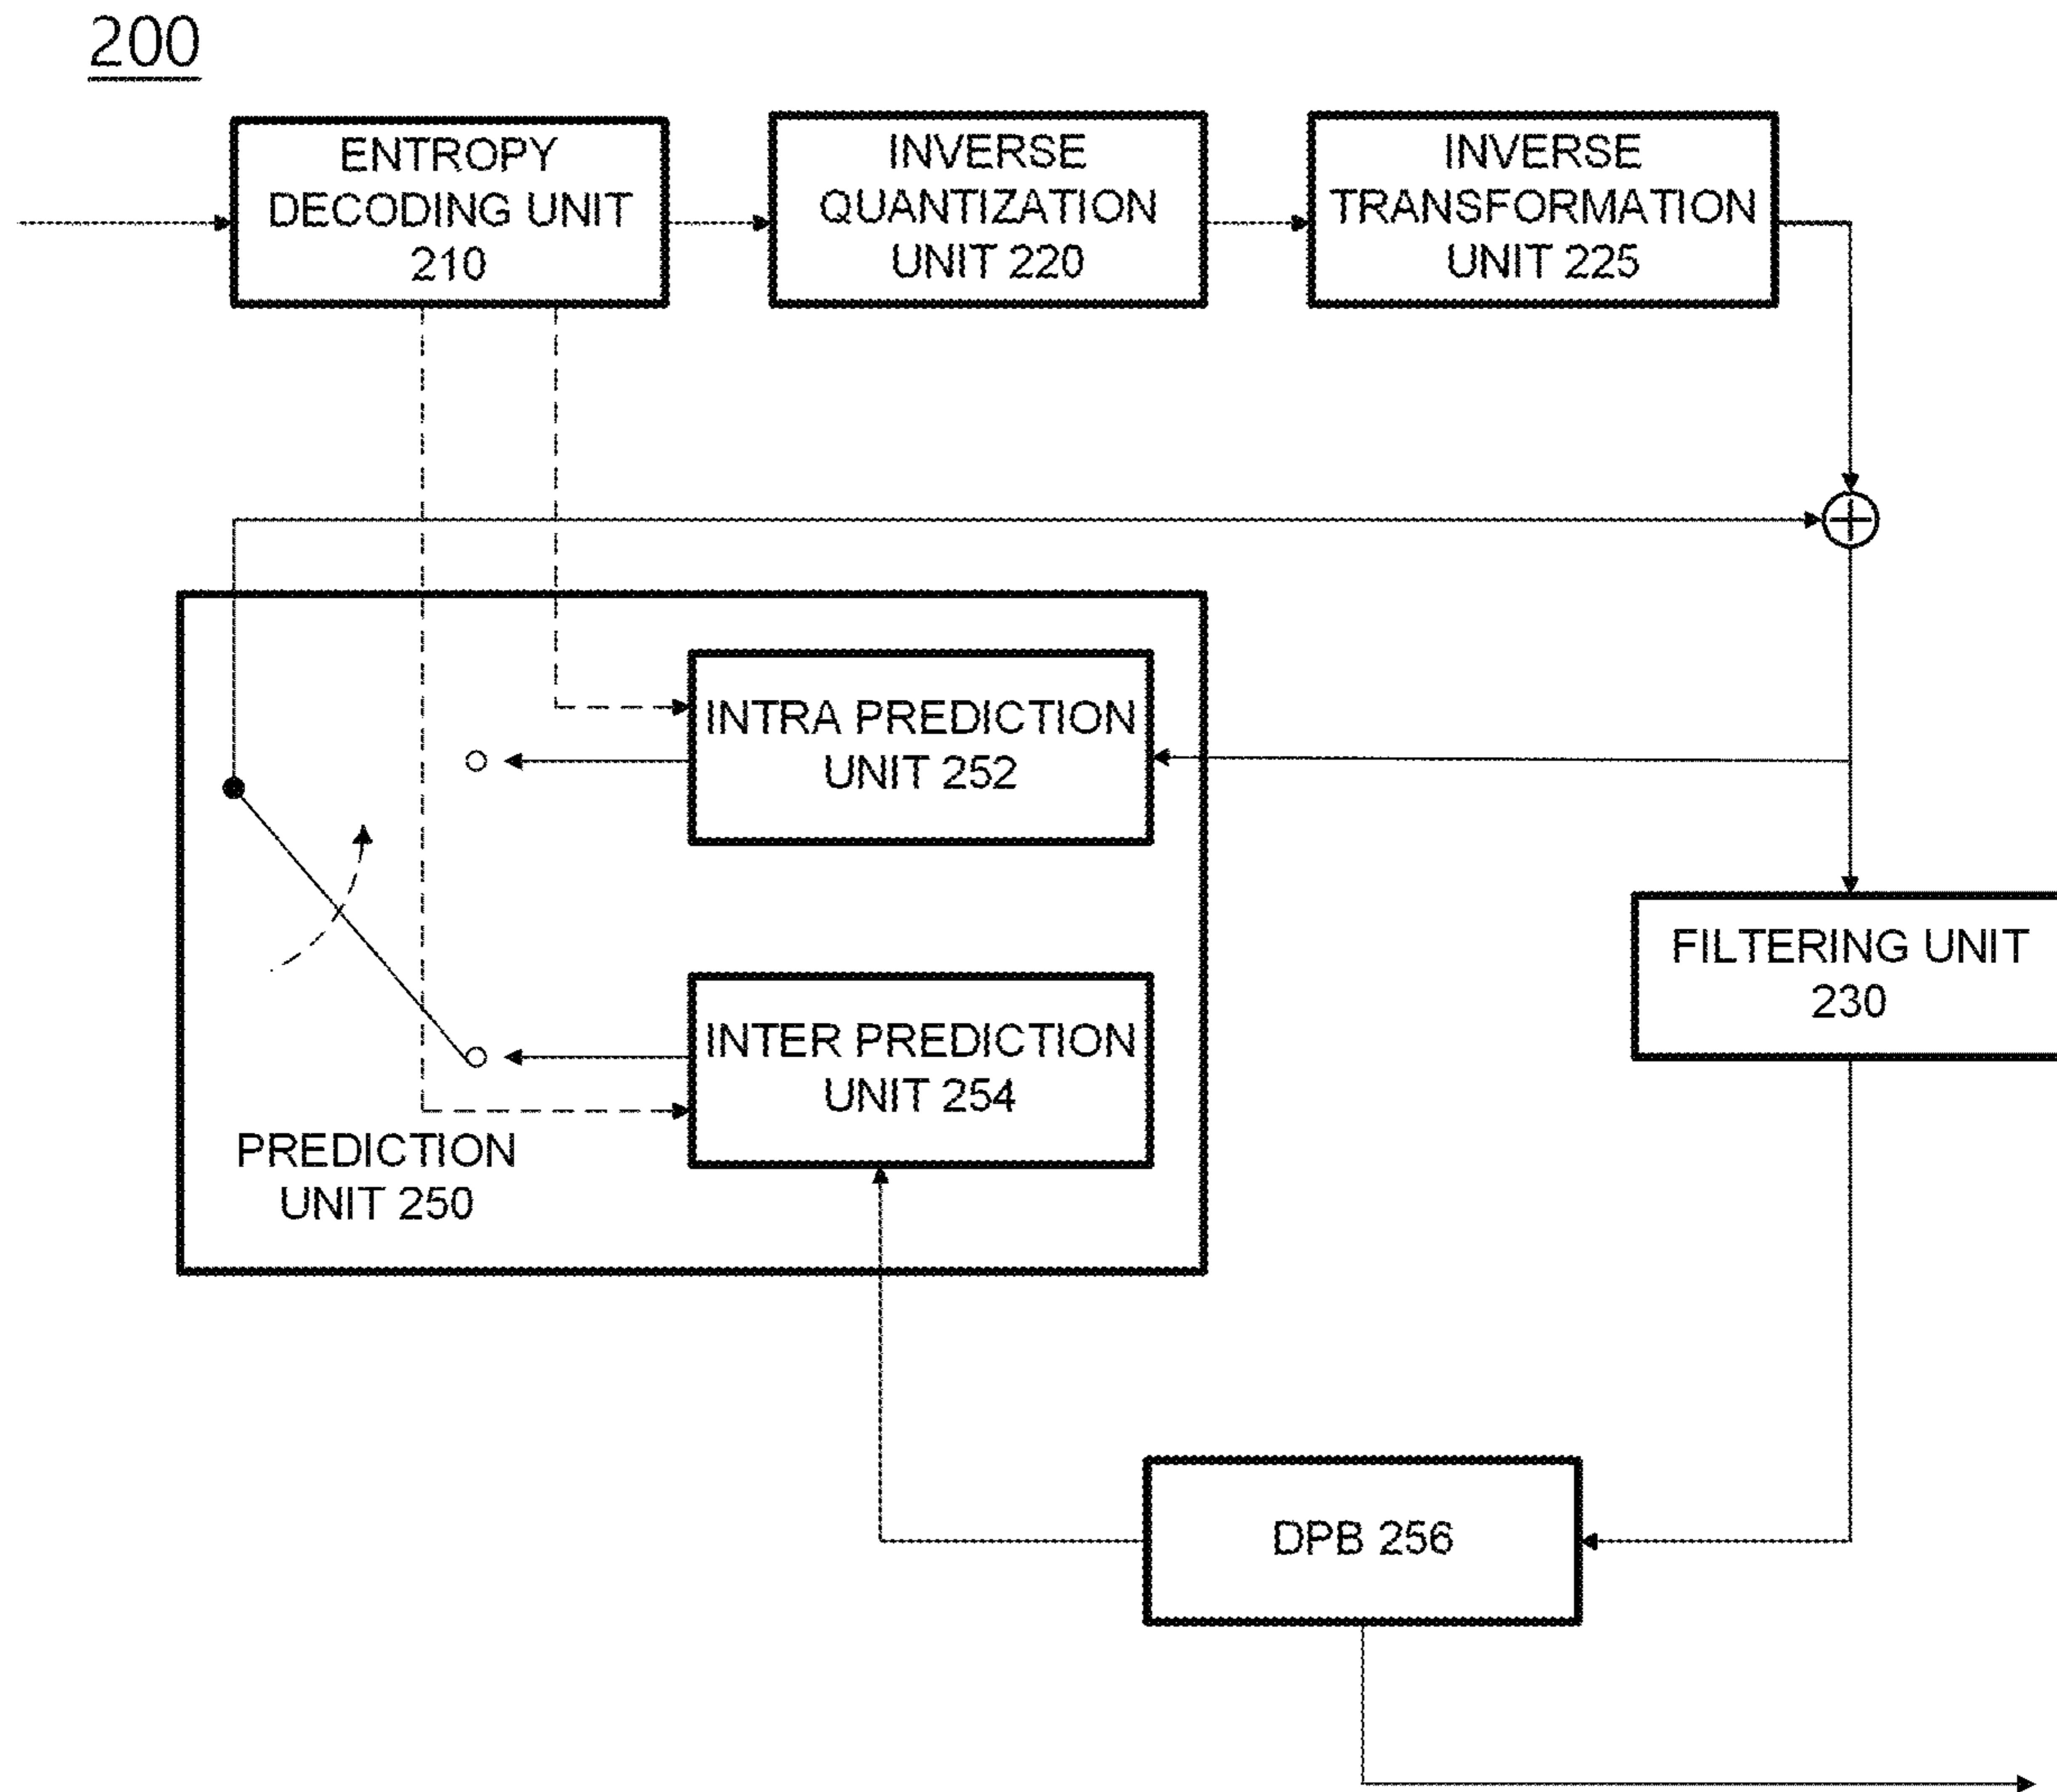 200
ENTROPY
DECODING UNIT
210
INVERSE
QUANTIZATION
UNIT 220
INVERSE
TRANSFORMATION
UNIT 225
INTRA PREDICTION
UNIT 252
FILTERING UNIT
230
INTER PREDICTION
UNIT 254
PREDICTION
UNIT 250
DPB 256